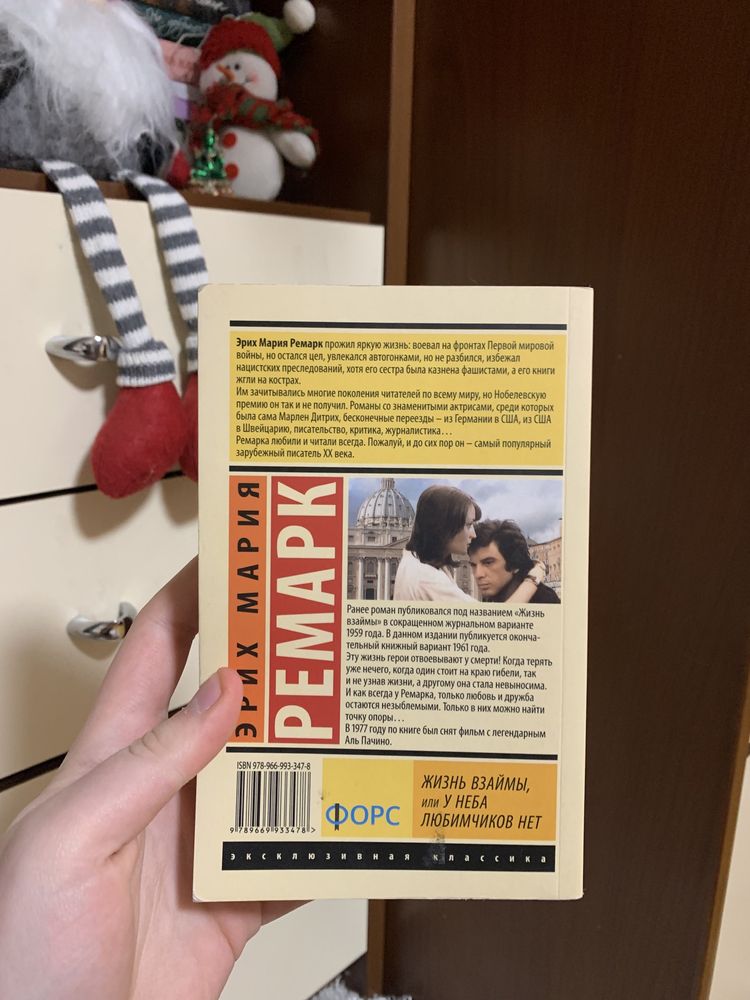 Эрих Мария Ремарк прожил яркую жизнь: воевал на фронтах Первой мировой
войны, но остался цел, увлекался автогонками, но не разбился, избежал
нацистских преследований, хотя его сестра была казнена фашистами, а его книги
жгли на кострах.
Им зачитывались многие поколения читателей по всему миру, но Нобелевскую
премию он так и не получил. Романы со знаменитыми актрисами, среди которых
была сама Марлен Дитрих, бесконечные переезды – из Германии в США, из США
в Швейцарию, писательство, критика, журналистика…
Ремарка любили и читали всегда. Пожалуй, и до сих пор он – самый популярный
зарубежный писатель XX века.
ЭРИХ МАРИЯ
РЕМАРК
Ранее роман публиковался под названием «Жизнь
взаймы» в сокращенном журнальном варианте
1959 года. В данном издании публикуется оконча-
тельный книжный вариант 1961 года.
Эту жизнь герои отвоевывают у смерти! Когда терять
уже нечего, когда один стоит на краю гибели, так
и не узнав жизни, а другому она стала невыносима.
И как всегда у Ремарка, только любовь и дружба
остаются незыблемыми. Только в них можно найти
точку опоры…
В 1977 году по книге был снят фильм с легендарным
Аль Пачино.
ISBN 978-966-993-347-8
9 789669 933478 >
ФОРС
ЖИЗНЬ ВЗАЙМЫ,
или У НЕБА
ЛЮБИМЧИКОВ НЕТ
эксклюзивная классика